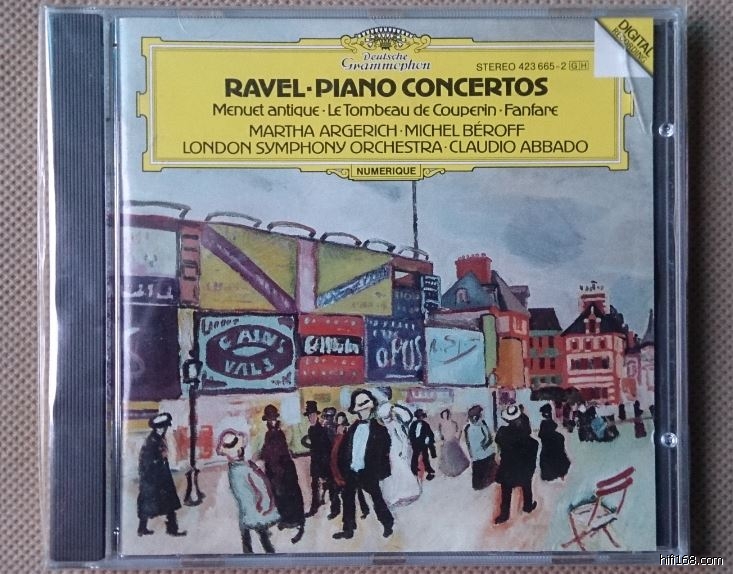 Deutsche
Grammophon
STEREO 423 665-2 GH
DIGITAL
RECORDING
RAVEL·PIANO CONCERTOS
Menuet antique · Le Tombeau de Couperin · Fanfare
MARTHA ARGERICH · MICHEL BÉROFF
LONDON SYMPHONY ORCHESTRA · CLAUDIO ABBADO
NUMERIQUE
VALS
hifi168.com